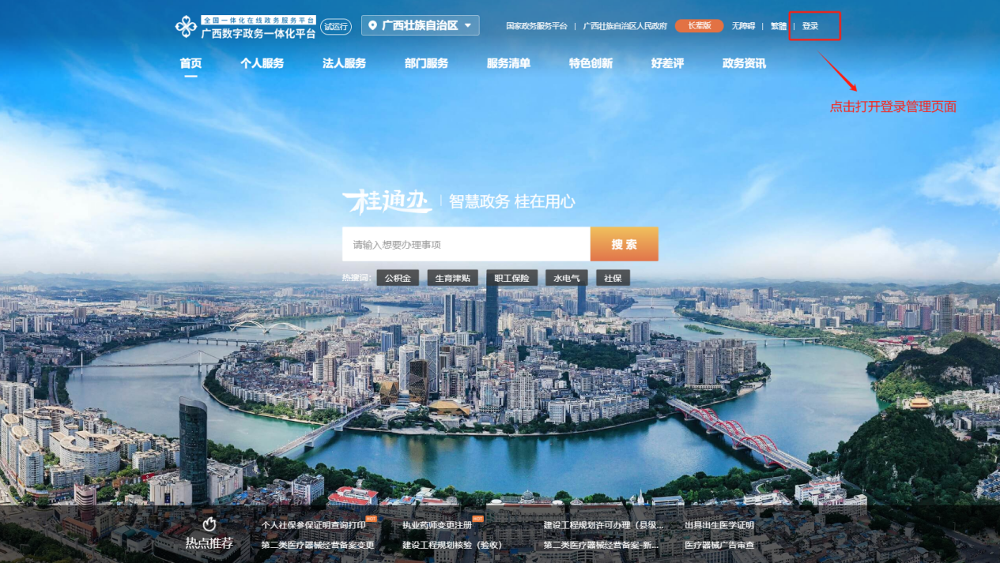 全国一体化在线政务服务平台
广西数字政务一体化平台
试运行
广西壮族自治区
国家政务服务平台 | 广西壮族自治区人民政府 长辈版 无障碍 | 繁體 | 登录
首页 个人服务 法人服务 部门服务 服务清单 特色创新 好差评 政务资讯
点击打开登录管理页面
桂通办 | 智慧政务 桂在用心
请输入想要办理事项 搜 索
热搜词: 公积金 生育津贴 职工保险 水电气 社保
热点推荐
个人社保参保证明查询打印 HOT 执业药师变更注册 HOT 建设工程规划许可办理（县级... 出具出生医学证明
第二类医疗器械经营备案变更 建设工程规划核验（验收） 第二类医疗器械经营备案-新... 医疗器械广告审查